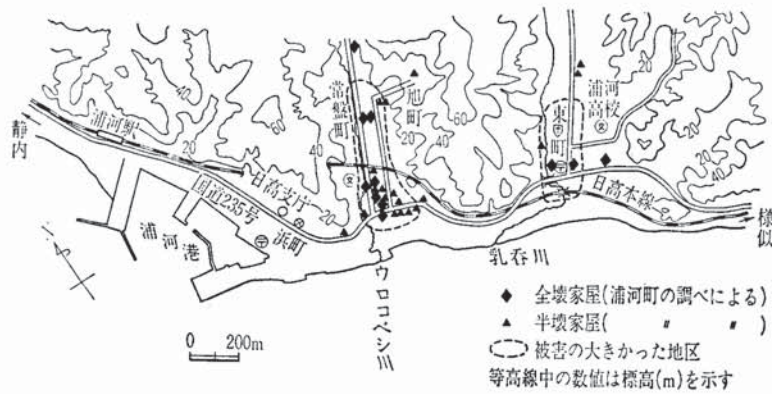 静内
浦河駅
国道235号
浦河港
日高支庁
浜町
常盤町
旭町
東町
浦河高校
日高本線
様似
ウロコベシ川
乳呑川
40
60
20
40
20
20
60
40
20
20
20
40
0 200m
◆ 全壊家屋(浦河町の調べによる)
▲ 半壊家屋( 〃 〃 )
被害の大きかった地区
等高線中の数値は標高(m)を示す